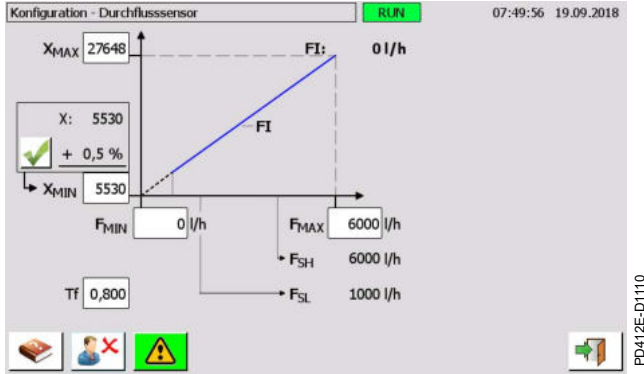 Konfiguration - Durchflusssensor RUN 07:49:56 19.09.2018
XMAX 27648 FI: 0 l/h
X: 5530
FI
+ 0,5 %
XMIN 5530
FMIN 0 l/h FMAX 6000 l/h
FSH 6000 l/h
Tf 0,800 FSL 1000 l/h
PD412E-D1110